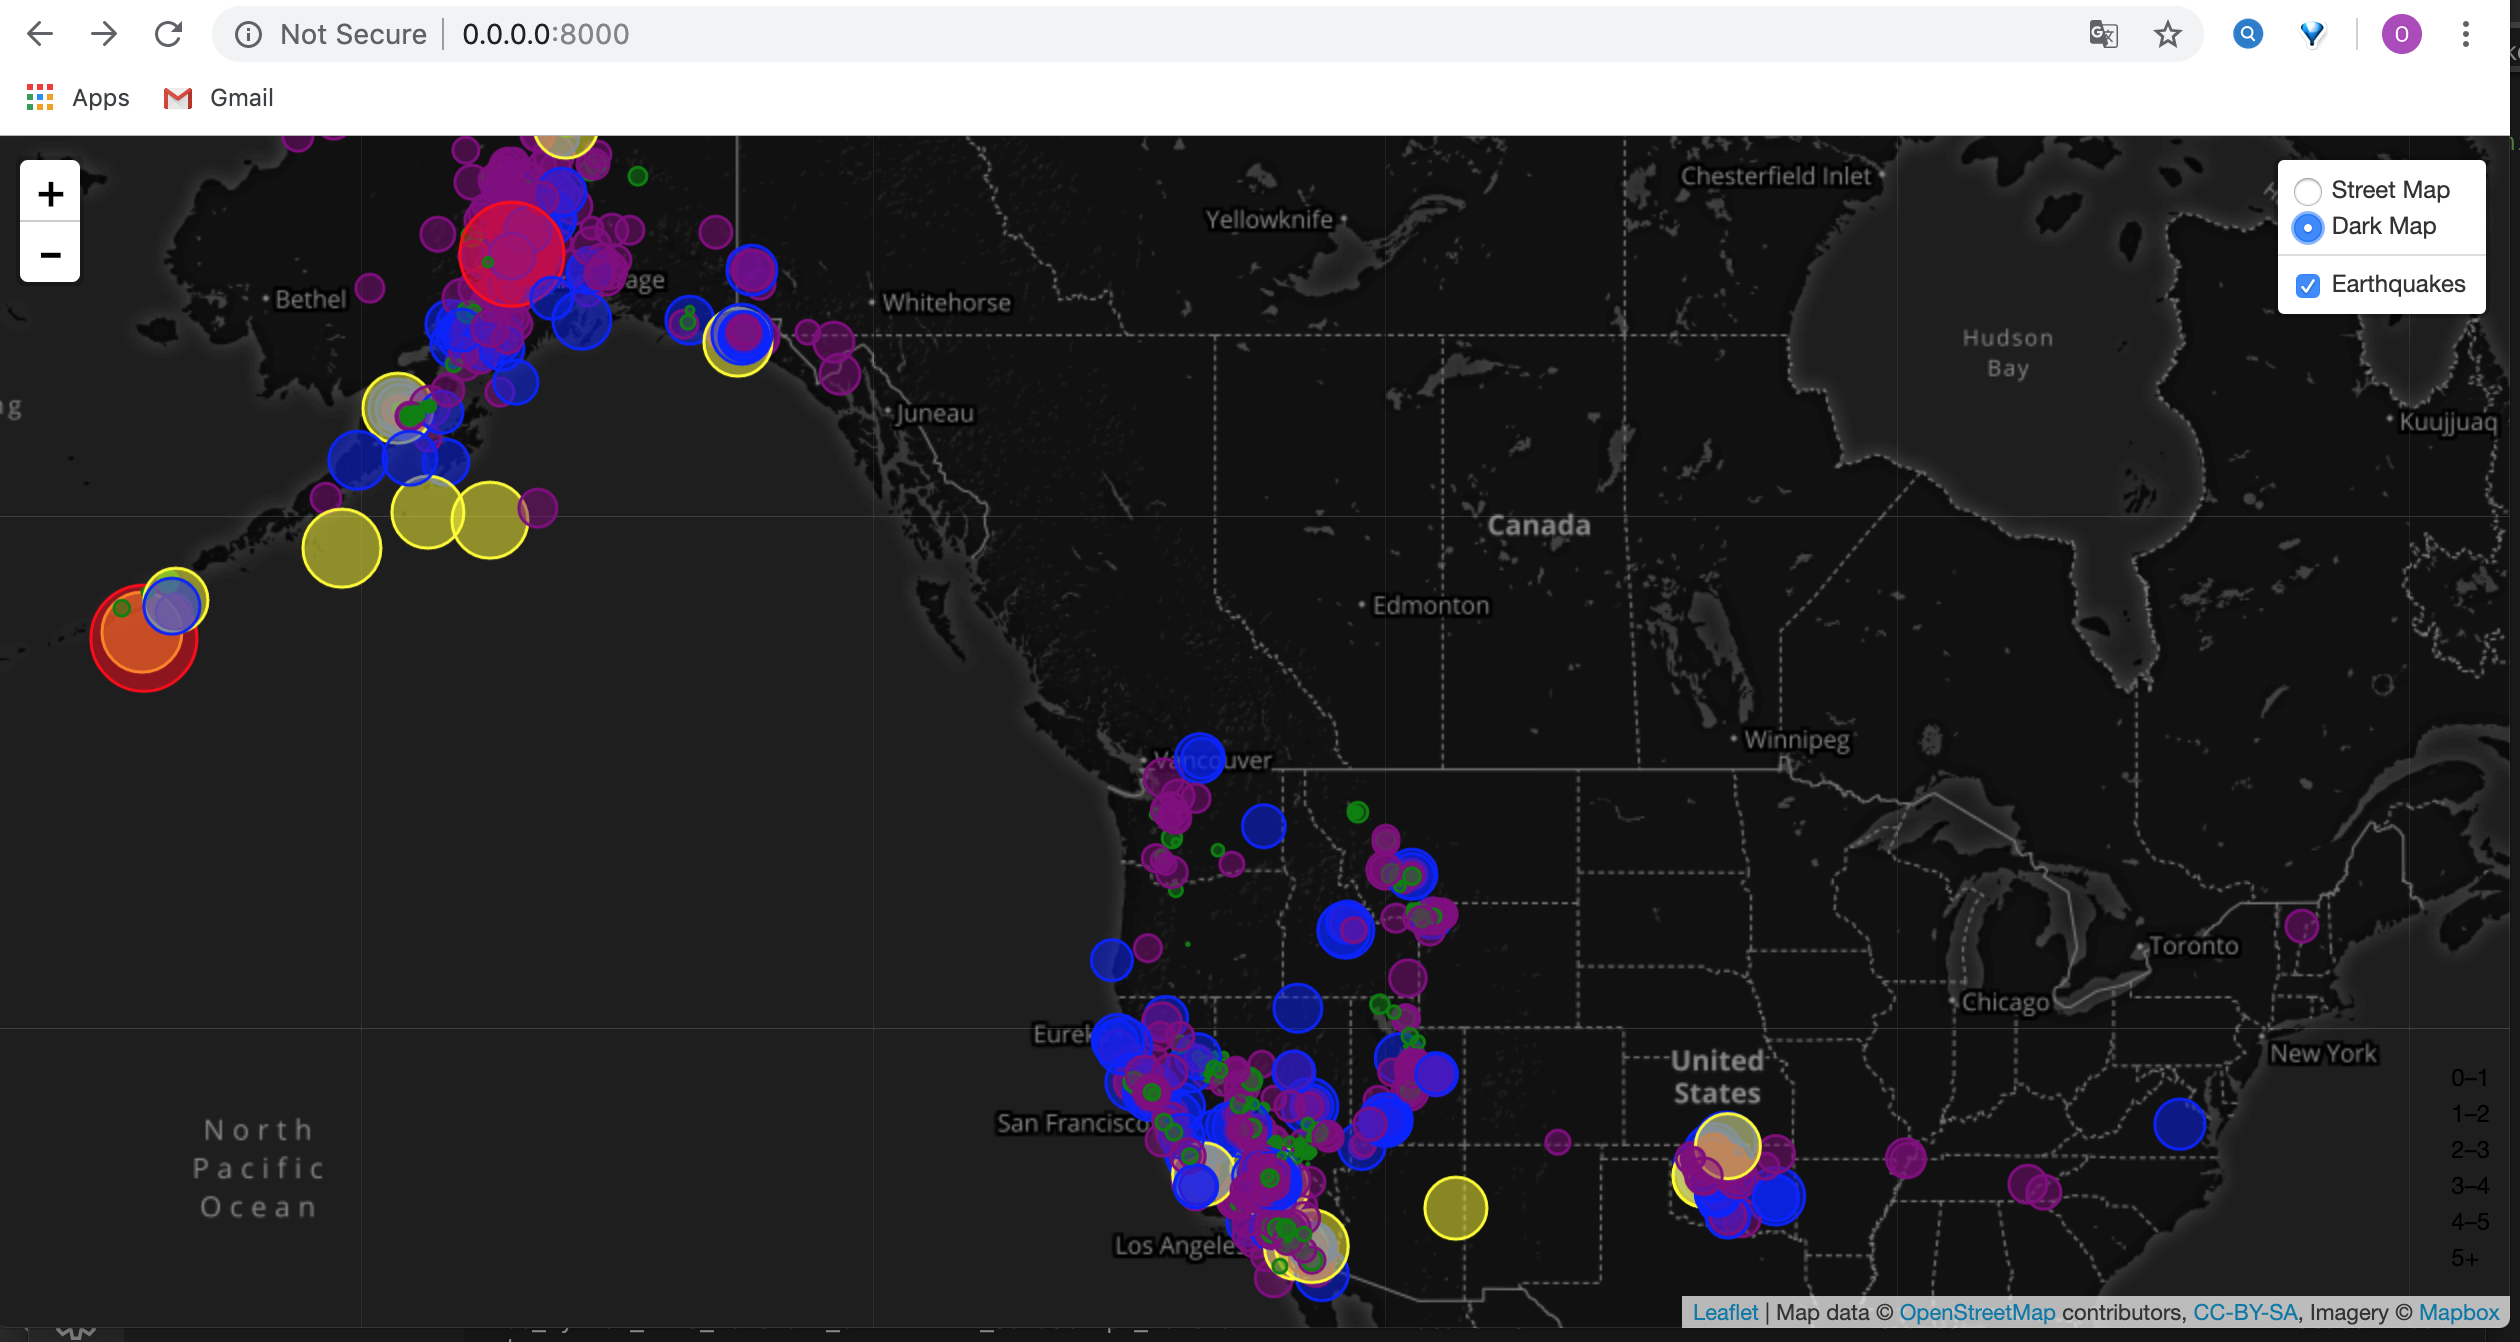 Not Secure | 0.0.0.0:8000
O
Apps
Gmail
+
−
Street Map
Dark Map
Earthquakes
Chesterfield Inlet
Yellowknife
age
Bethel
Whitehorse
Hudson
Bay
Juneau
Kuujjuaq
Canada
Edmonton
Winnipeg
Vancouver
Toronto
Chicago
Eurek
New York
United
States
0–1
1–2
2–3
3–4
4–5
5+
San Francisco
North
Pacific
Ocean
Los Angeles
Leaflet | Map data © OpenStreetMap contributors, CC-BY-SA, Imagery © Mapbox